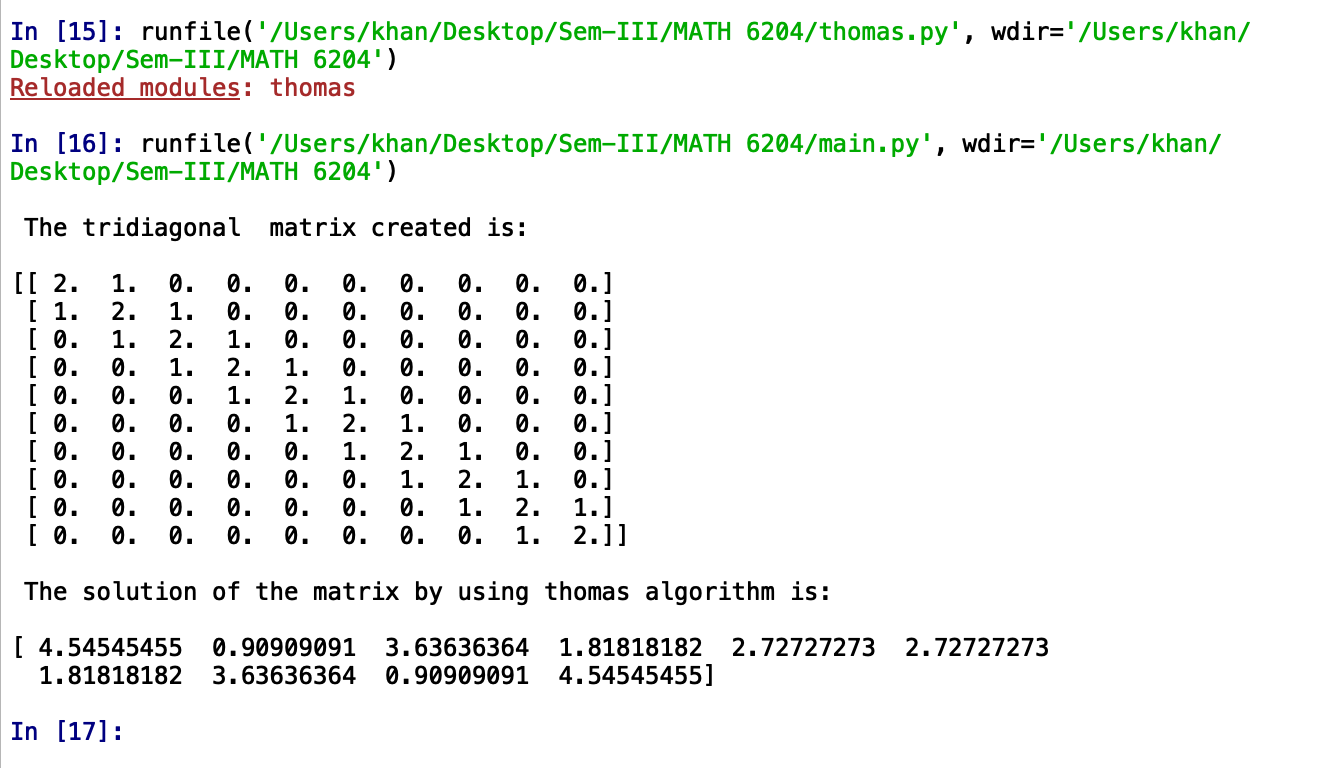 In [15]: runfile('/Users/khan/Desktop/Sem-III/MATH 6204/thomas.py', wdir='/Users/khan/
Desktop/Sem-III/MATH 6204')
Reloaded modules: thomas
In [16]: runfile('/Users/khan/Desktop/Sem-III/MATH 6204/main.py', wdir='/Users/khan/
Desktop/Sem-III/MATH 6204')
The tridiagonal  matrix created is:
[[ 2.  1.  0.  0.  0.  0.  0.  0.  0.  0.]
 [ 1.  2.  1.  0.  0.  0.  0.  0.  0.  0.]
 [ 0.  1.  2.  1.  0.  0.  0.  0.  0.  0.]
 [ 0.  0.  1.  2.  1.  0.  0.  0.  0.  0.]
 [ 0.  0.  0.  1.  2.  1.  0.  0.  0.  0.]
 [ 0.  0.  0.  0.  1.  2.  1.  0.  0.  0.]
 [ 0.  0.  0.  0.  0.  1.  2.  1.  0.  0.]
 [ 0.  0.  0.  0.  0.  0.  1.  2.  1.  0.]
 [ 0.  0.  0.  0.  0.  0.  0.  1.  2.  1.]
 [ 0.  0.  0.  0.  0.  0.  0.  0.  1.  2.]]
The solution of the matrix by using thomas algorithm is:
[ 4.54545455  0.90909091  3.63636364  1.81818182  2.72727273  2.72727273
  1.81818182  3.63636364  0.90909091  4.54545455]
In [17]: